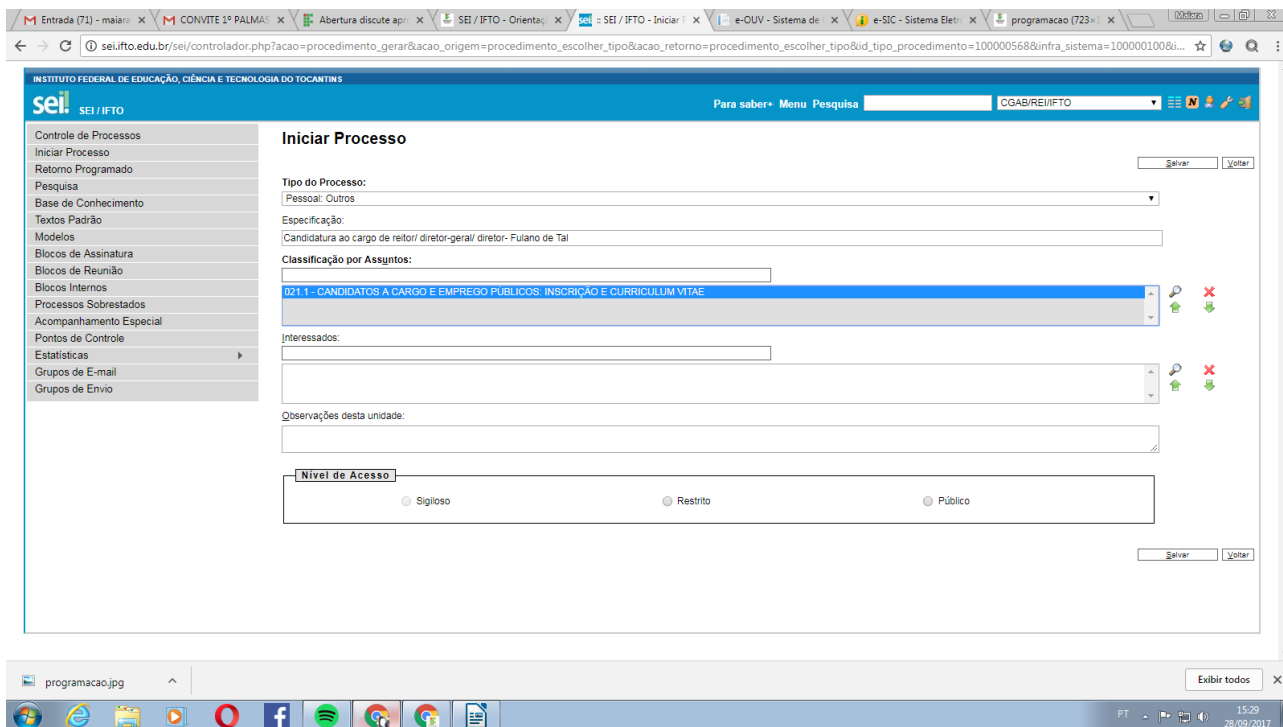 Entrada (71) - maiara
CONVITE 1º PALMAS
Abertura discute apro
SEI / IFTO - Orientaç
SEI / IFTO - Iniciar P
e-OUV - Sistema de
e-SIC - Sistema Eletr
programacao (723×1
Maiara
sei.ifto.edu.br/sei/controlador.php?acao=procedimento_gerar&acao_origem=procedimento_escolher_tipo&acao_retorno=procedimento_escolher_tipo&id_tipo_procedimento=100000568&infra_sistema=100000100&i...
INSTITUTO FEDERAL DE EDUCAÇÃO, CIÊNCIA E TECNOLOGIA DO TOCANTINS
sei! SEI / IFTO
Para saber+ Menu Pesquisa
CGAB/REI/IFTO
Controle de Processos
Iniciar Processo
Retorno Programado
Pesquisa
Base de Conhecimento
Textos Padrão
Modelos
Blocos de Assinatura
Blocos de Reunião
Blocos Internos
Processos Sobrestados
Acompanhamento Especial
Pontos de Controle
Estatísticas
Grupos de E-mail
Grupos de Envio
Iniciar Processo
Salvar Voltar
Tipo do Processo:
Pessoal: Outros
Especificação:
Candidatura ao cargo de reitor/ diretor-geral/ diretor- Fulano de Tal
Classificação por Assuntos:
021.1 - CANDIDATOS A CARGO E EMPREGO PÚBLICOS: INSCRIÇÃO E CURRICULUM VITAE
Interessados:
Observações desta unidade:
Nível de Acesso
Sigiloso
Restrito
Público
Salvar Voltar
programacao.jpg
Exibir todos
PT
15:29